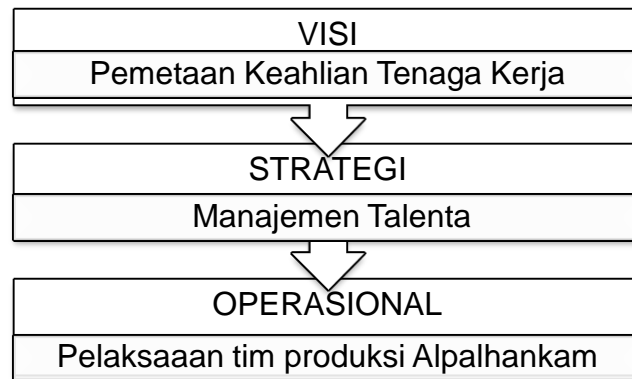 VISI
Pemetaan Keahlian Tenaga Kerja
STRATEGI
Manajemen Talenta
OPERASIONAL
Pelaksaaan tim produksi Alpalhankam